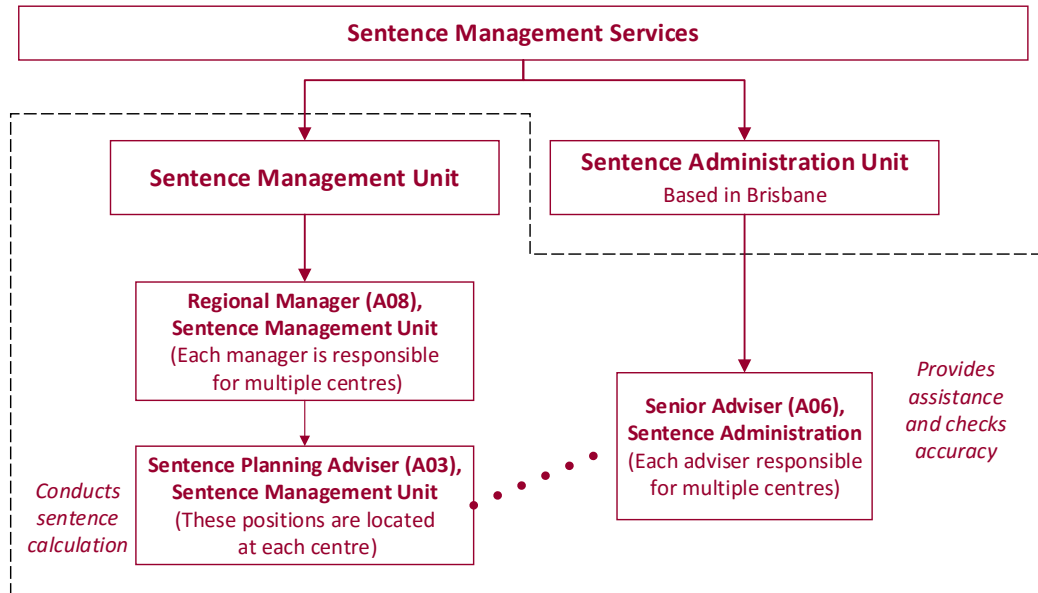 Sentence Management Services
Sentence Management Unit
Sentence Administration Unit
Based in Brisbane
Regional Manager (A08),
Sentence Management Unit
(Each manager is responsible
for multiple centres)
Sentence Planning Adviser (A03),
Sentence Management Unit
(These positions are located
at each centre)
Conducts
sentence
calculation
Senior Adviser (A06),
Sentence Administration
(Each adviser responsible
for multiple centres)
Provides
assistance
and checks
accuracy